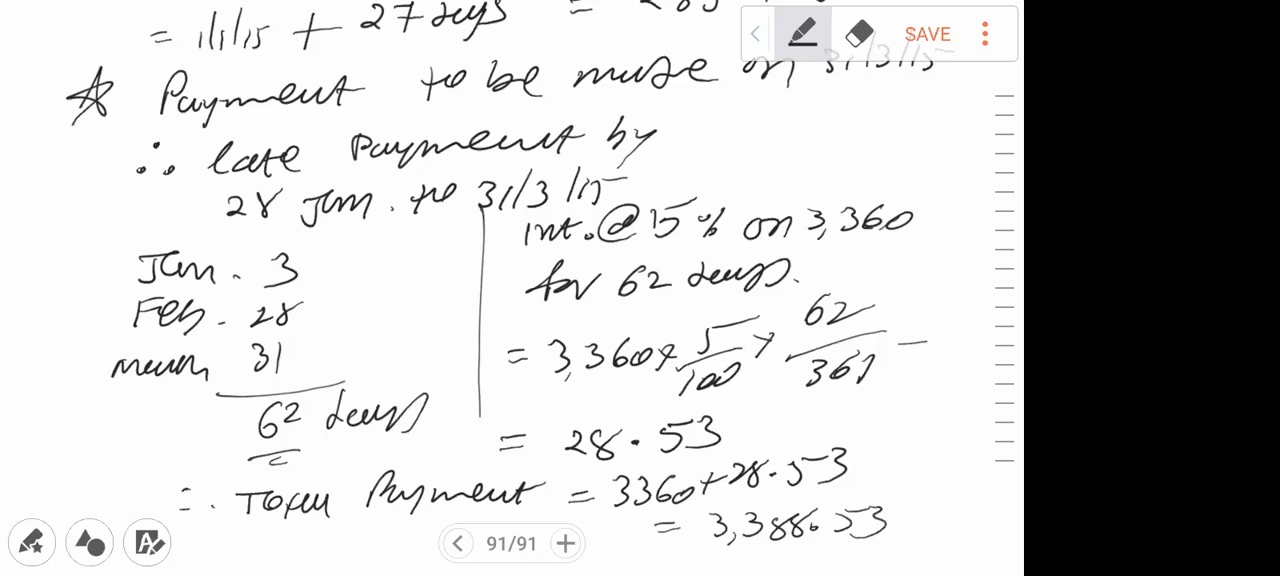 = 1/1/15 + 27 days =
SAVE
☆ Payment to be made on 31/3/15
∴ late Payment by
28 Jan. to 31/3/15
Int. @ 5% on 3,360
for 62 days.
Jan. 3
Feb. 28
March 31
62 days
= 3,360 × 5/100 × 62/365
= 28.53
∴ Total Payment = 3360 + 28.53
= 3,388.53
91/91